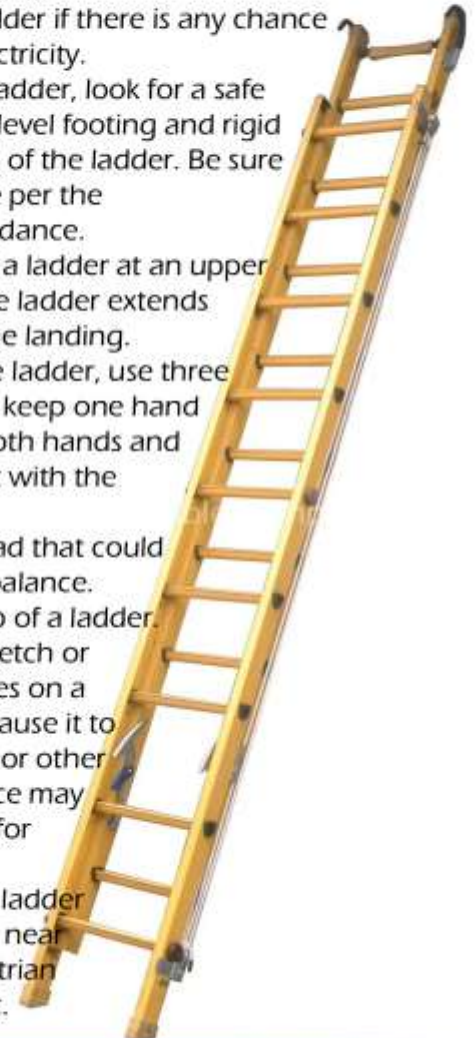 dder if there is any chance
ctricity.
adder, look for a safe
level footing and rigid
of the ladder. Be sure
e per the
dance.
a ladder at an upper
e ladder extends
e landing.
e ladder, use three
keep one hand
oth hands and
t with the
ad that could
balance.
p of a ladder.
etch or
es on a
ause it to
or other
ce may
for
ladder
near
trian
.